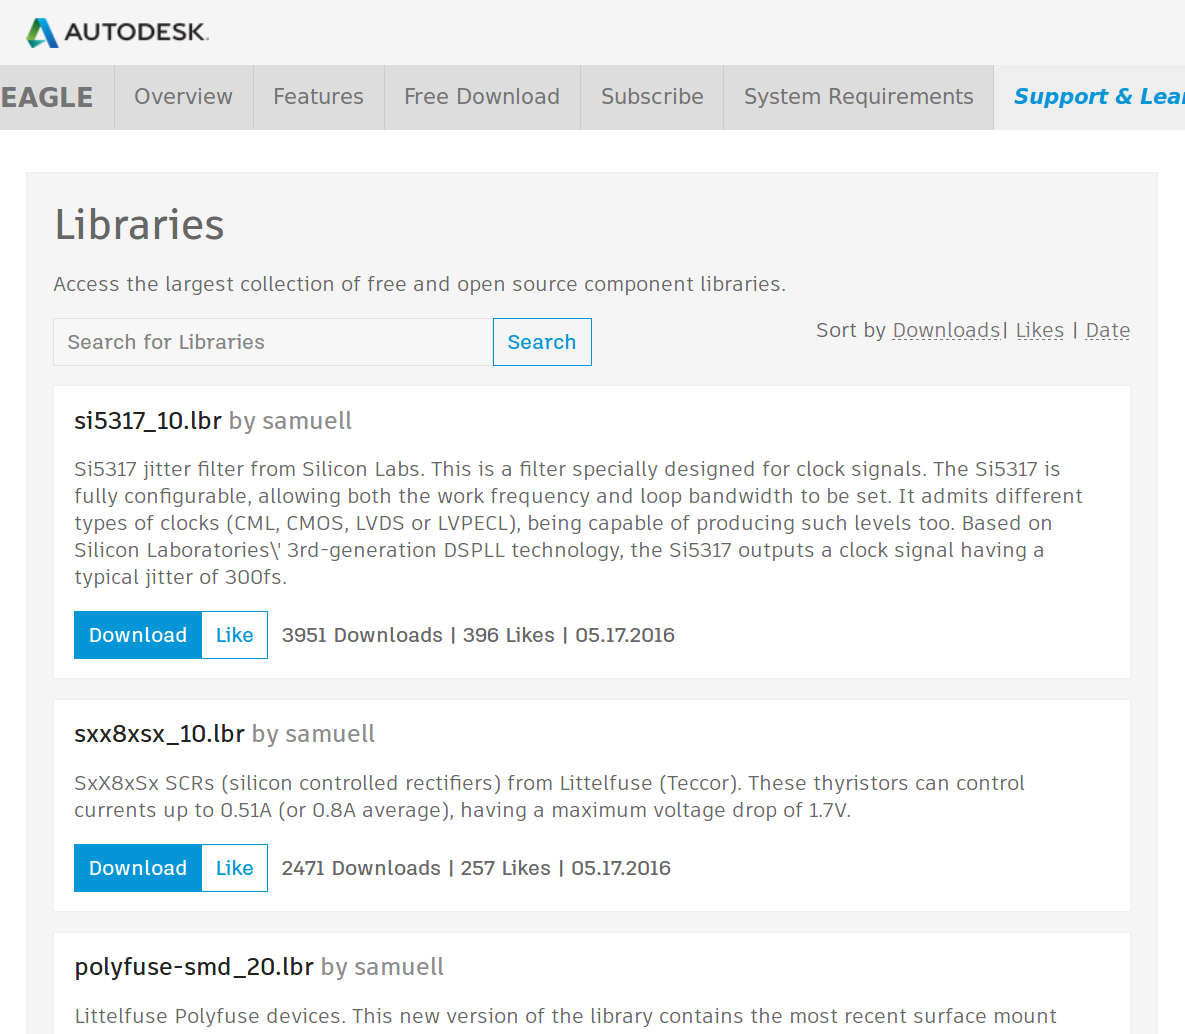 AUTODESK.
EAGLE
Overview
Features
Free Download
Subscribe
System Requirements
Support & Lear
Libraries
Access the largest collection of free and open source component libraries.
Search for Libraries
Search
Sort by Downloads| Likes | Date
si5317_10.lbr by samuell
Si5317 jitter filter from Silicon Labs. This is a filter specially designed for clock signals. The Si5317 is
fully configurable, allowing both the work frequency and loop bandwidth to be set. It admits different
types of clocks (CML, CMOS, LVDS or LVPECL), being capable of producing such levels too. Based on
Silicon Laboratories\' 3rd-generation DSPLL technology, the Si5317 outputs a clock signal having a
typical jitter of 300fs.
Download
Like
3951 Downloads | 396 Likes | 05.17.2016
sxx8xsx_10.lbr by samuell
SxX8xSx SCRs (silicon controlled rectifiers) from Littelfuse (Teccor). These thyristors can control
currents up to 0.51A (or 0.8A average), having a maximum voltage drop of 1.7V.
Download
Like
2471 Downloads | 257 Likes | 05.17.2016
polyfuse-smd_20.lbr by samuell
Littelfuse Polyfuse devices. This new version of the library contains the most recent surface mount